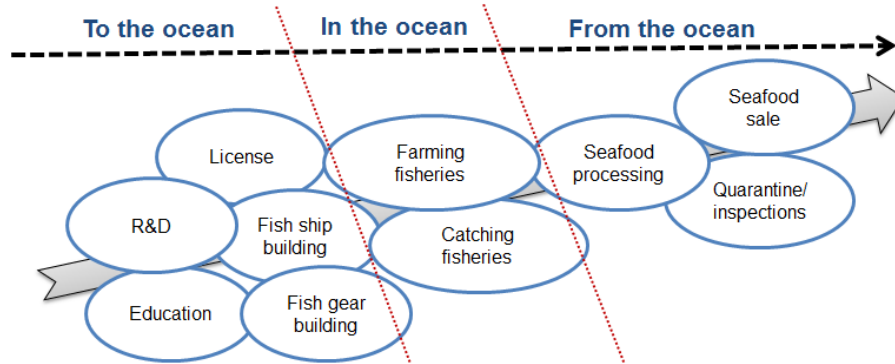 To the ocean
In the ocean
From the ocean
License
R&D
Fish ship
building
Education
Fish gear
building
Farming
fisheries
Catching
fisheries
Seafood
processing
Seafood
sale
Quarantine/
inspections